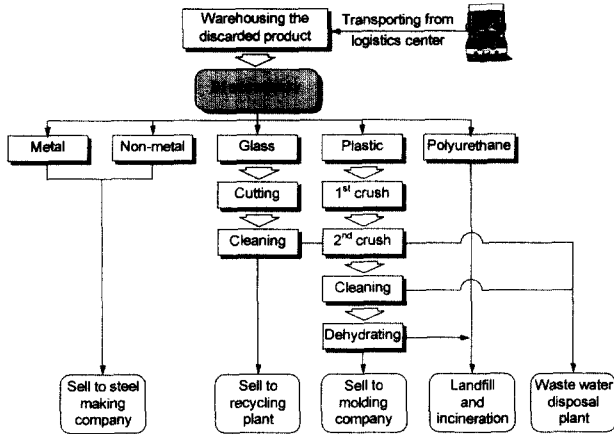 Warehousing the
discarded product
Transporting from
logistics center
Metal
Non-metal
Glass
Plastic
Polyurethane
Cutting
1st crush
Cleaning
2nd crush
Cleaning
Dehydrating
Sell to steel
making company
Sell to
recycling plant
Sell to
molding
company
Landfill
and
incineration
Waste water
disposal
plant